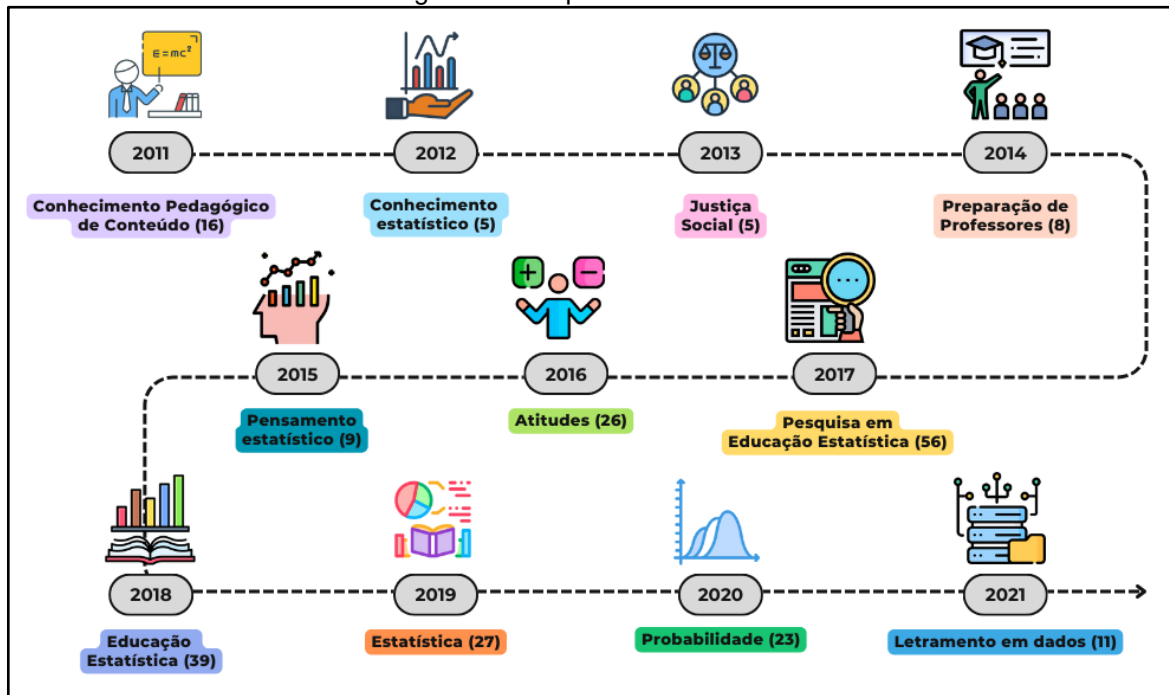 E=mc²
2011
2012
2013
2014
Conhecimento Pedagógico
de Conteúdo (16)
Conhecimento
estatístico (5)
Justiça
Social (5)
Preparação de
Professores (8)
2015
2016
2017
Pensamento
estatístico (9)
Atitudes (26)
Pesquisa em
Educação Estatística (56)
2018
2019
2020
2021
Educação
Estatística (39)
Estatística (27)
Probabilidade (23)
Letramento em dados (11)